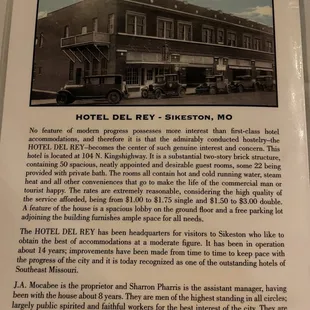 HOTEL DEL REY - SIKESTON, MO
No feature of modern progress possesses more interest than first-class hotel
accommodations, and therefore it is that the admirably conducted hostelry-the
HOTEL DEL REY-becomes the center of such genuine interest and concern. This
hotel is located at 104 N. Kingshighway. It is a substantial two-story brick structure,
containing 50 spacious, neatly appointed and desirable guest rooms, some 22 being
provided with private bath. The rooms all contain hot and cold running water, steam
heat and all other conveniences that go to make the life of the commercial man or
tourist happy. The rates are extremely reasonable, considering the high quality of
the service afforded, being from $1.00 to $1.75 single and $1.50 to $3.00 double.
A feature of the house is a spacious lobby on the ground floor and a free parking lot
adjoining the building furnishes ample space for all needs.
The HOTEL DEL REY has been headquarters for visitors to Sikeston who like to
obtain the best of accommodations at a moderate figure. It has been in operation
about 14 years; improvements have been made from time to time to keep pace with
the progress of the city and it is today recognized as one of the outstanding hotels of
Southeast Missouri.
J.A. Mocabee is the proprietor and Sharron Pharris is the assistant manager, having
been with the house about 8 years. They are men of the highest standing in all circles;
largely public spirited and faithful workers for the best interest of the city. They are